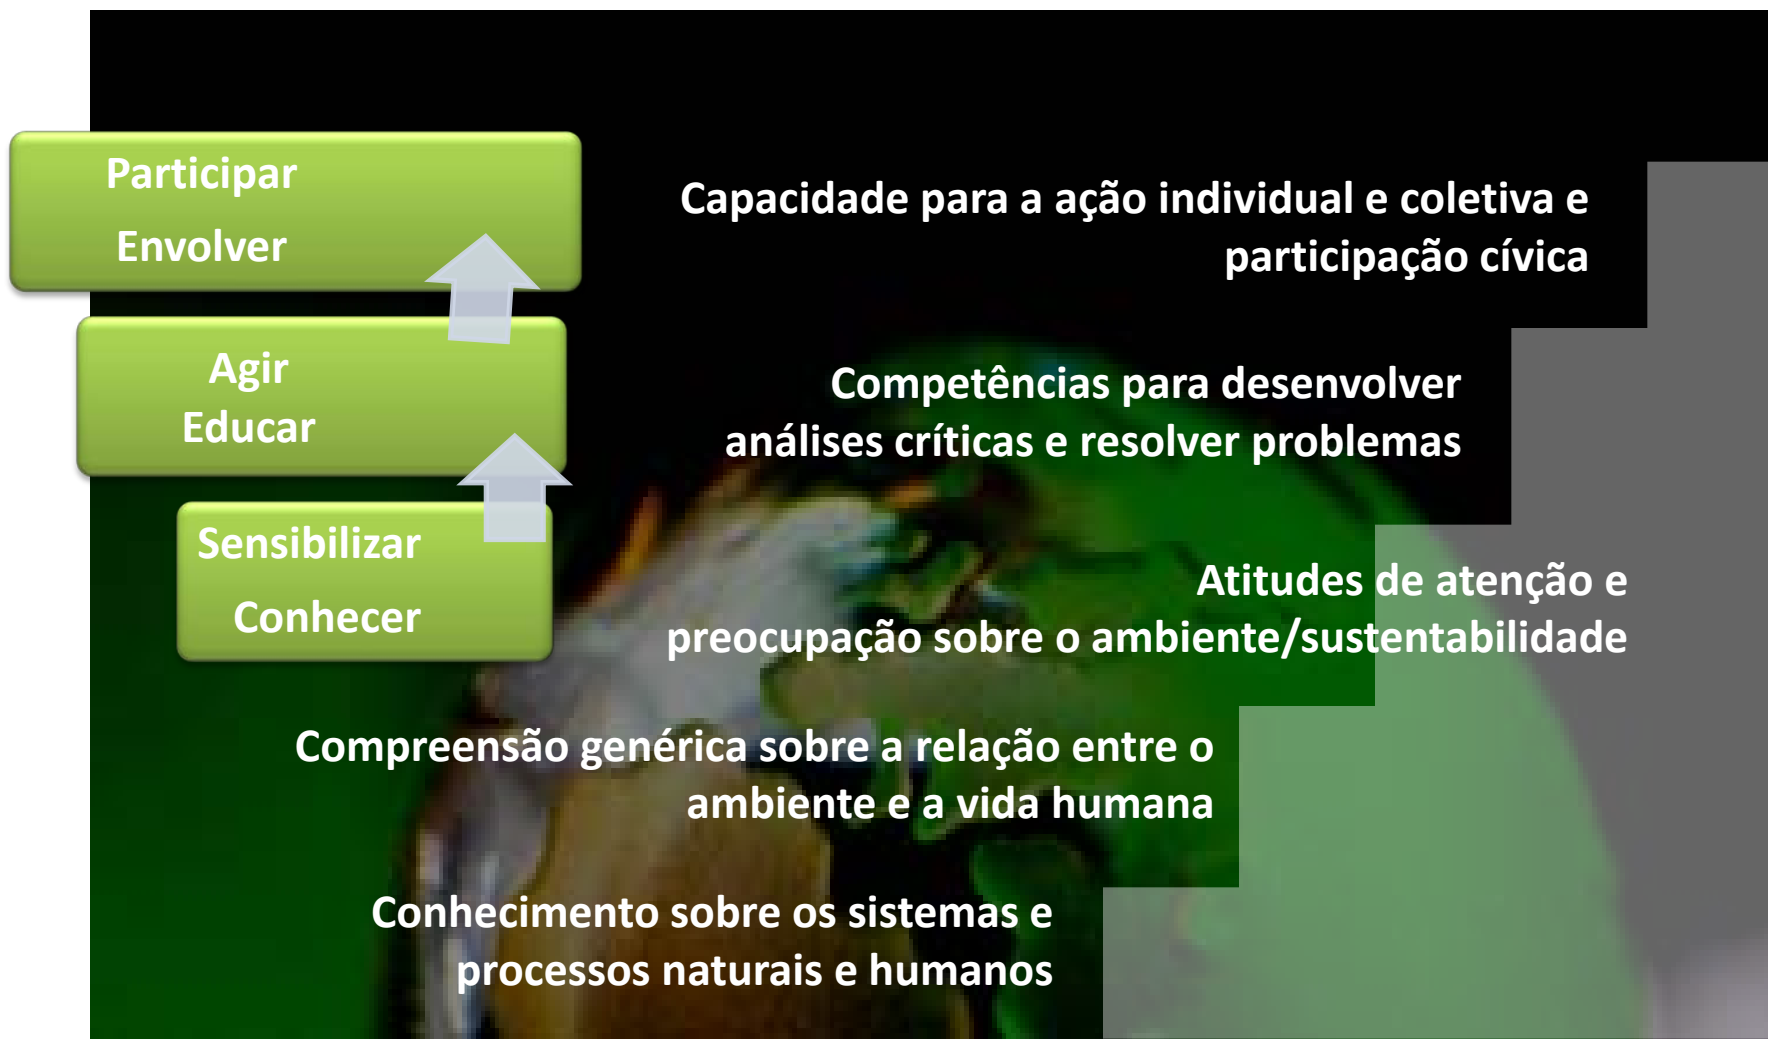 Participar
Envolver
Capacidade para a ação individual e coletiva e
participação cívica
Agir
Educar
Competências para desenvolver
análises críticas e resolver problemas
Sensibilizar
Conhecer
Atitudes de atenção e
preocupação sobre o ambiente/sustentabilidade
Compreensão genérica sobre a relação entre o
ambiente e a vida humana
Conhecimento sobre os sistemas e
processos naturais e humanos